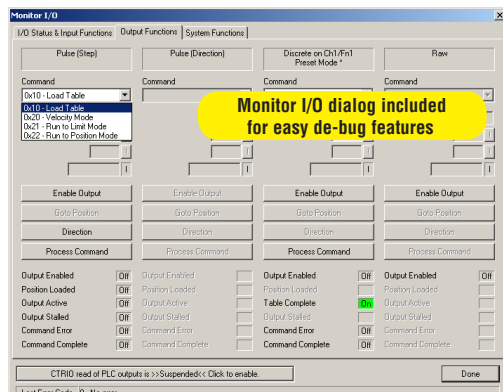 Monitor I/O
I/O Status & Input Functions
Output Functions
System Functions
Pulse (Step)
Pulse (Direction)
Discrete on Ch1/Fn1
Preset Mode *
Raw
Command
Command
Command
Command
0x10 - Load Table
0x10 - Load Table
0x20 - Velocity Mode
0x21 - Run to Limit Mode
0x22 - Run to Position Mode
Monitor I/O dialog included
for easy de-bug features
Enable Output
Enable Output
Enable Output
Enable Output
Goto Position
Goto Position
Goto Position
Goto Position
Direction
Direction
Direction
Direction
Process Command
Process Command
Process Command
Process Command
Output Enabled Off
Output Enabled
Output Enabled Off
Output Enabled Off
Position Loaded Off
Position Loaded
Position Loaded
Position Loaded
Output Active Off
Output Active
Table Complete On
Output Active
Output Stalled Off
Output Stalled
Output Stalled
Output Stalled
Command Error Off
Command Error
Command Error Off
Command Error
Command Complete Off
Command Complete
Command Complete Off
Command Complete
CTRIO read of PLC outputs is >>Suspended<< Click to enable.
Done
Last Error Code 0 - No error